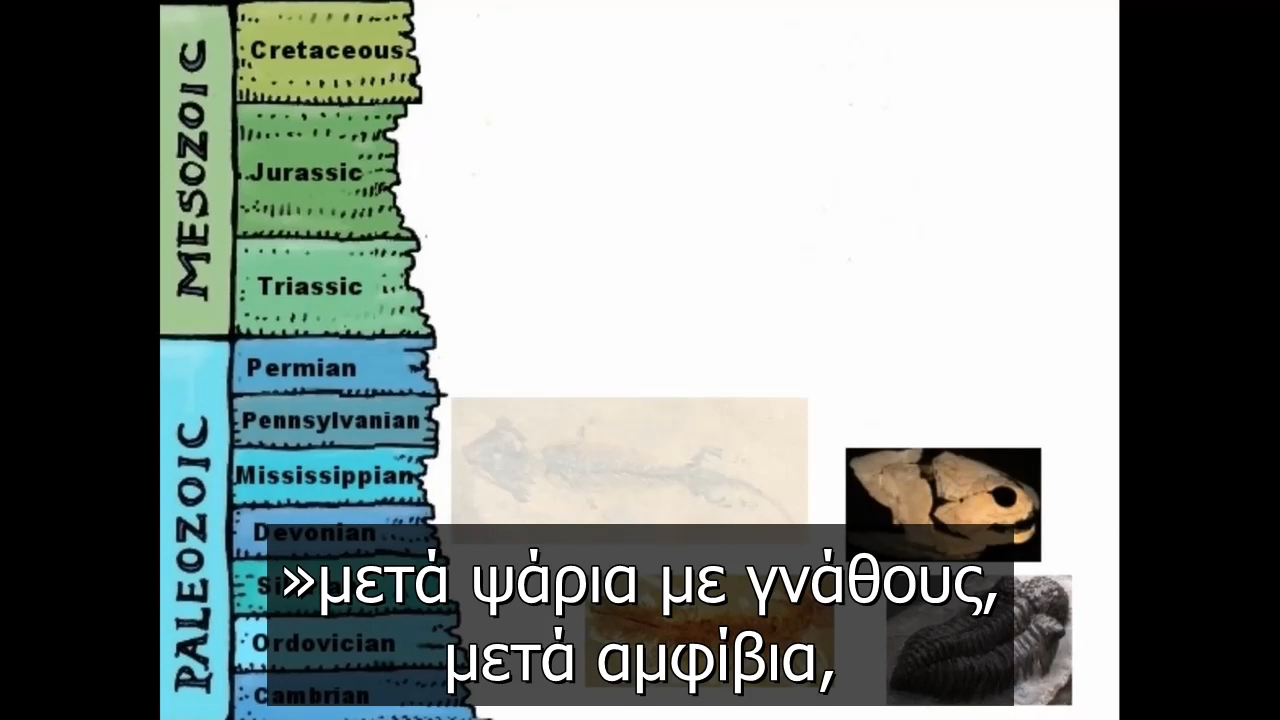 MESOZOIC
Cretaceous
Jurassic
Triassic
PALEOZOIC
Permian
Pennsylvanian
Mississippian
Devonian
Ordovician
Cambrian
»μετά ψάρια με γνάθους,
μετά αμφίβια,